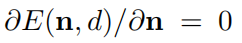 ∂E(n, d)/∂n = 0